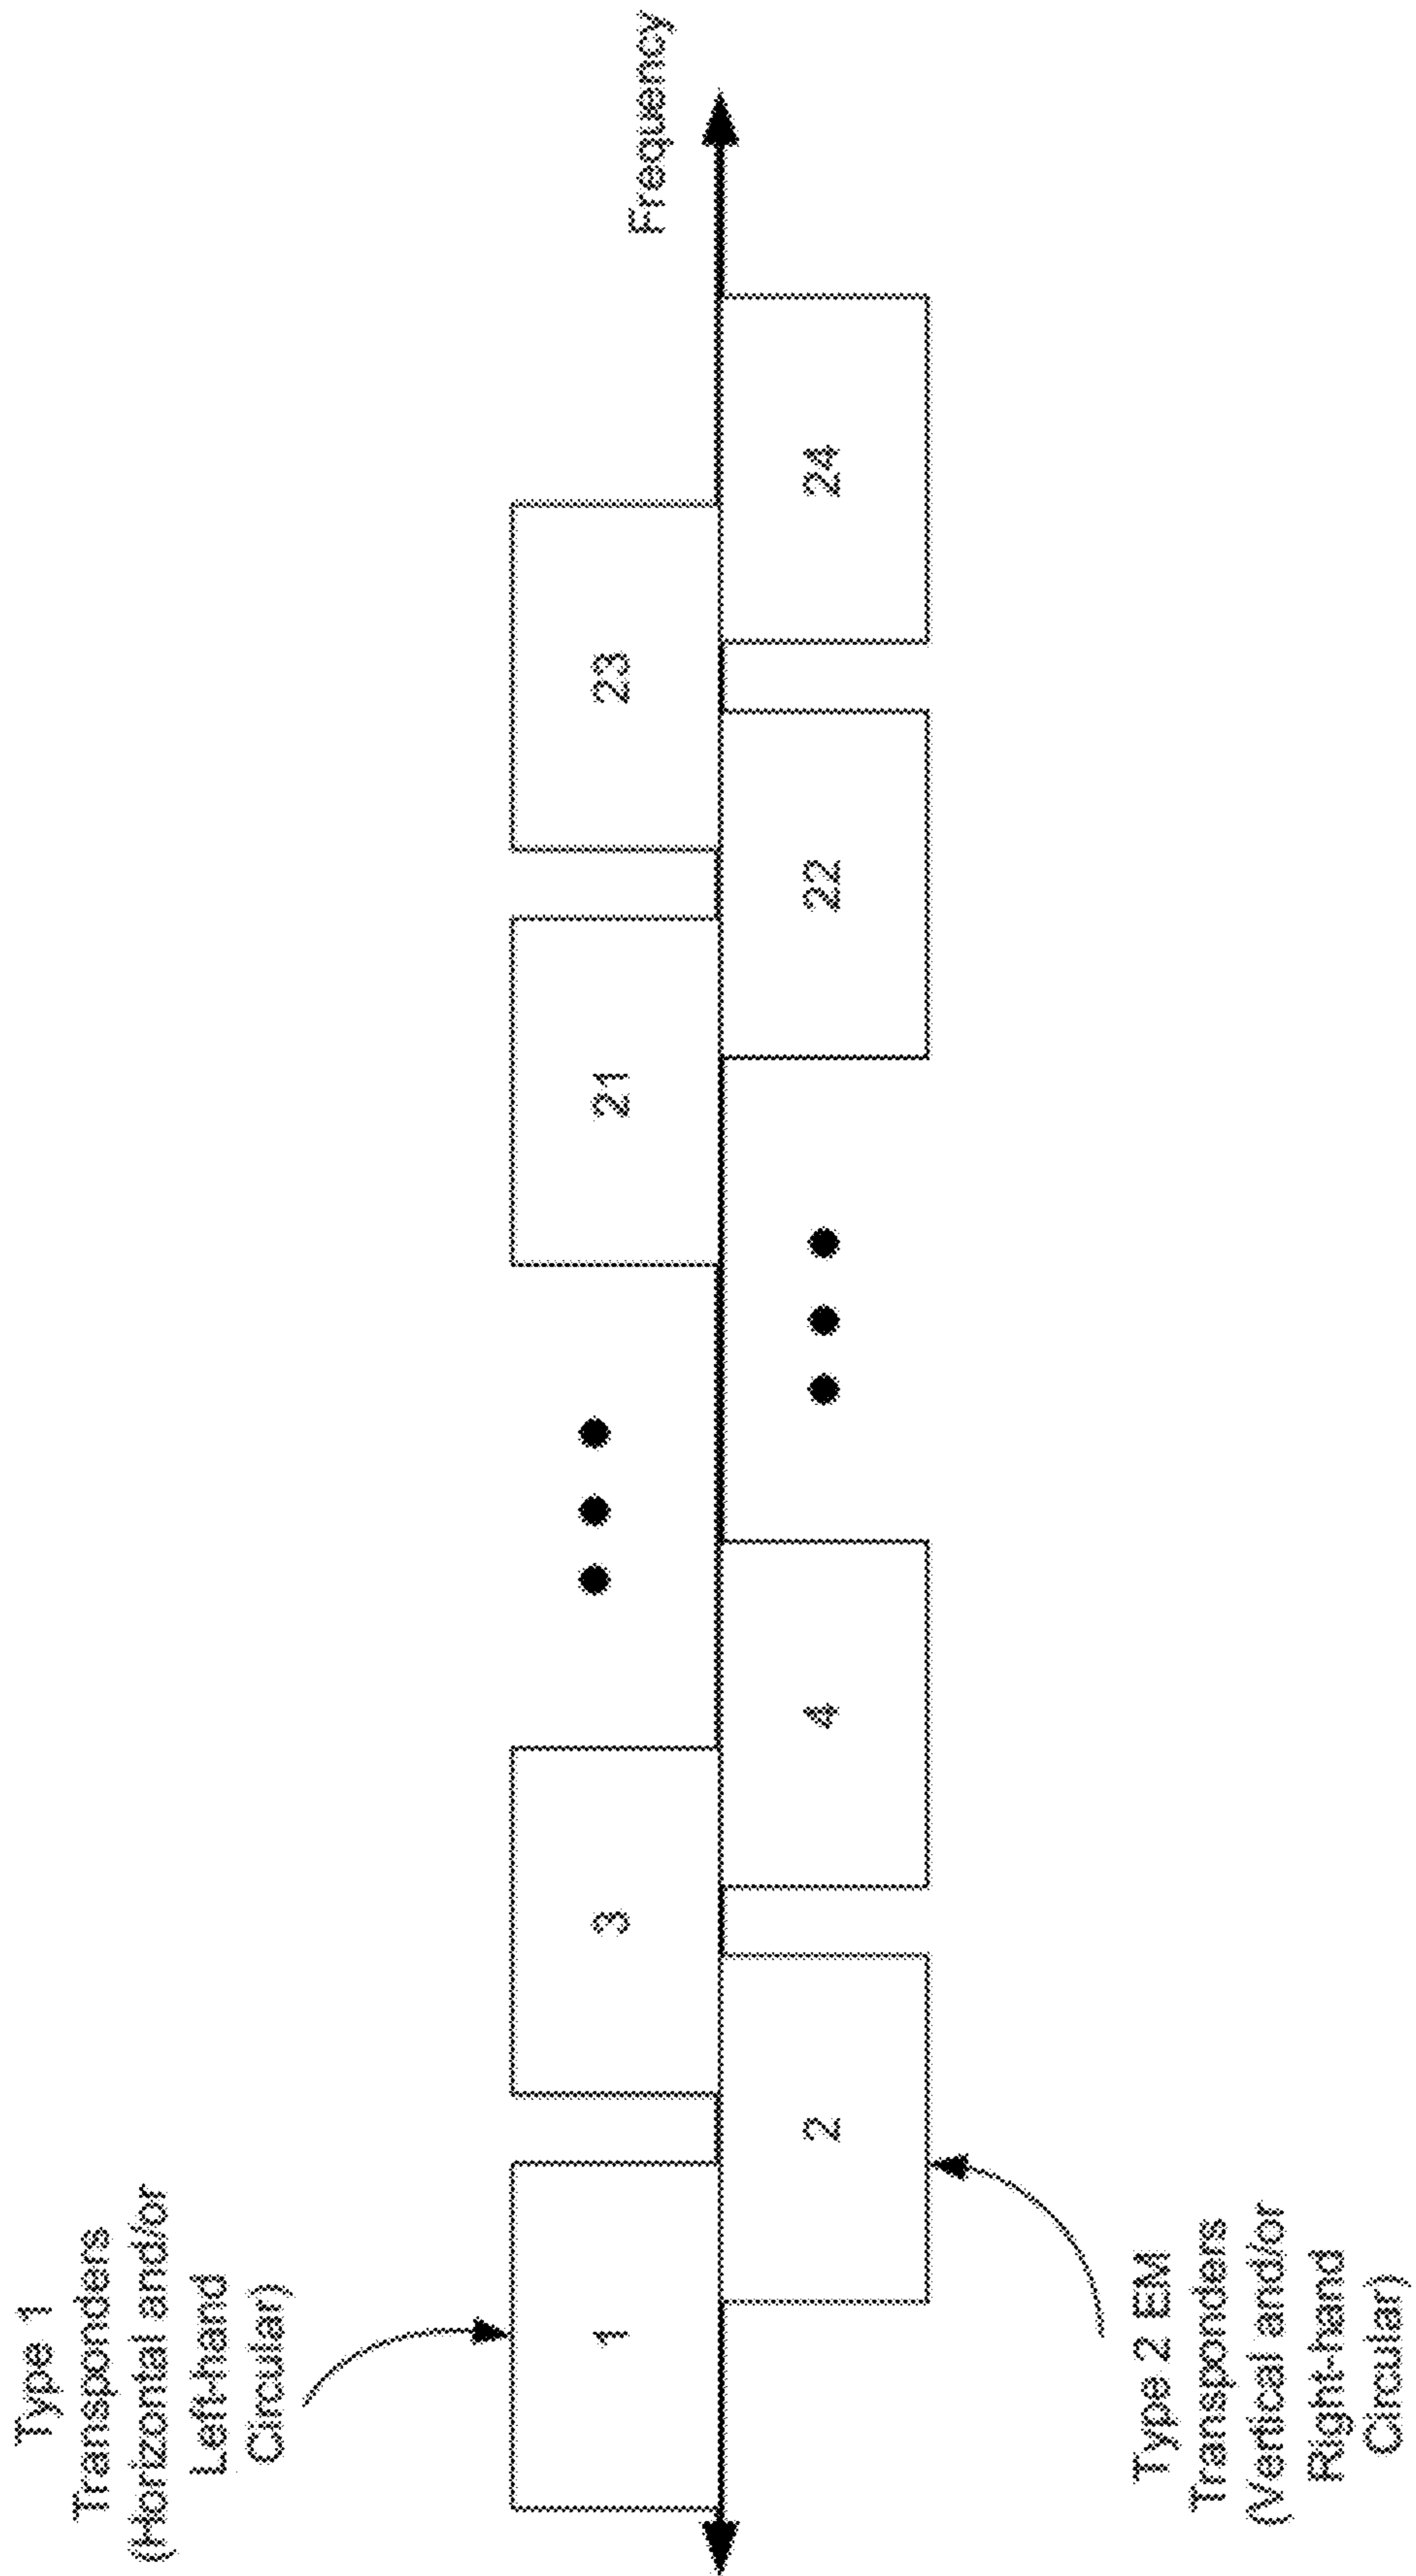 Type 1
Transponders
(Horizontal and/or
Left-hand
Circular)
Frequency
1
3
21
23
2
4
22
24
Type 2 EM
Transponders
(Vertical and/or
Right-hand
Circular)